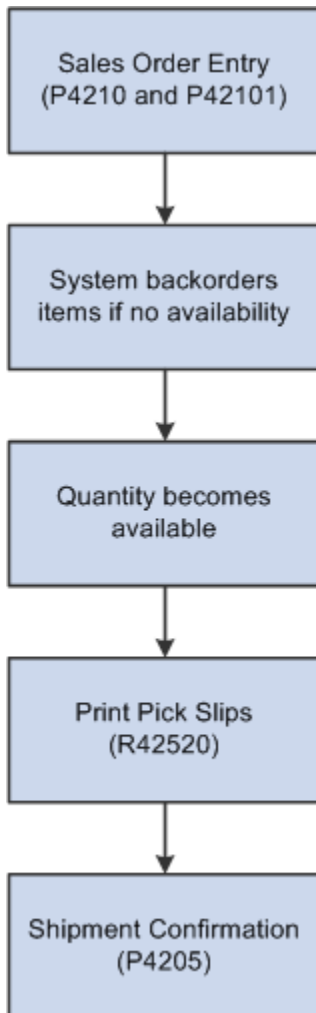 Sales Order Entry
(P4210 and P42101)
System backorders
items if no availability
Quantity becomes
available
Print Pick Slips
(R42520)
Shipment Confirmation
(P4205)